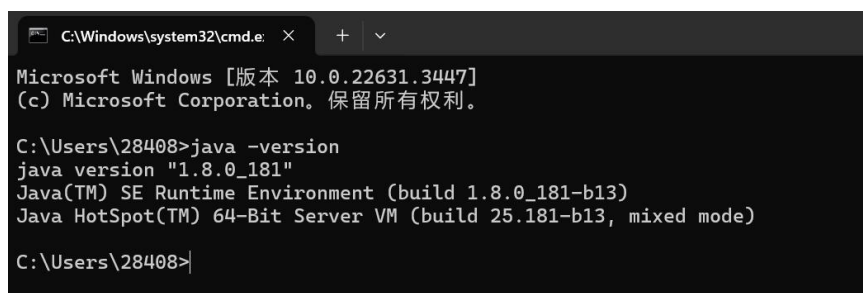 C:\Windows\system32\cmd.e:
Microsoft Windows [版本 10.0.22631.3447]
(c) Microsoft Corporation。保留所有权利。
C:\Users\28408>java -version
java version "1.8.0_181"
Java(TM) SE Runtime Environment (build 1.8.0_181-b13)
Java HotSpot(TM) 64-Bit Server VM (build 25.181-b13, mixed mode)
C:\Users\28408>